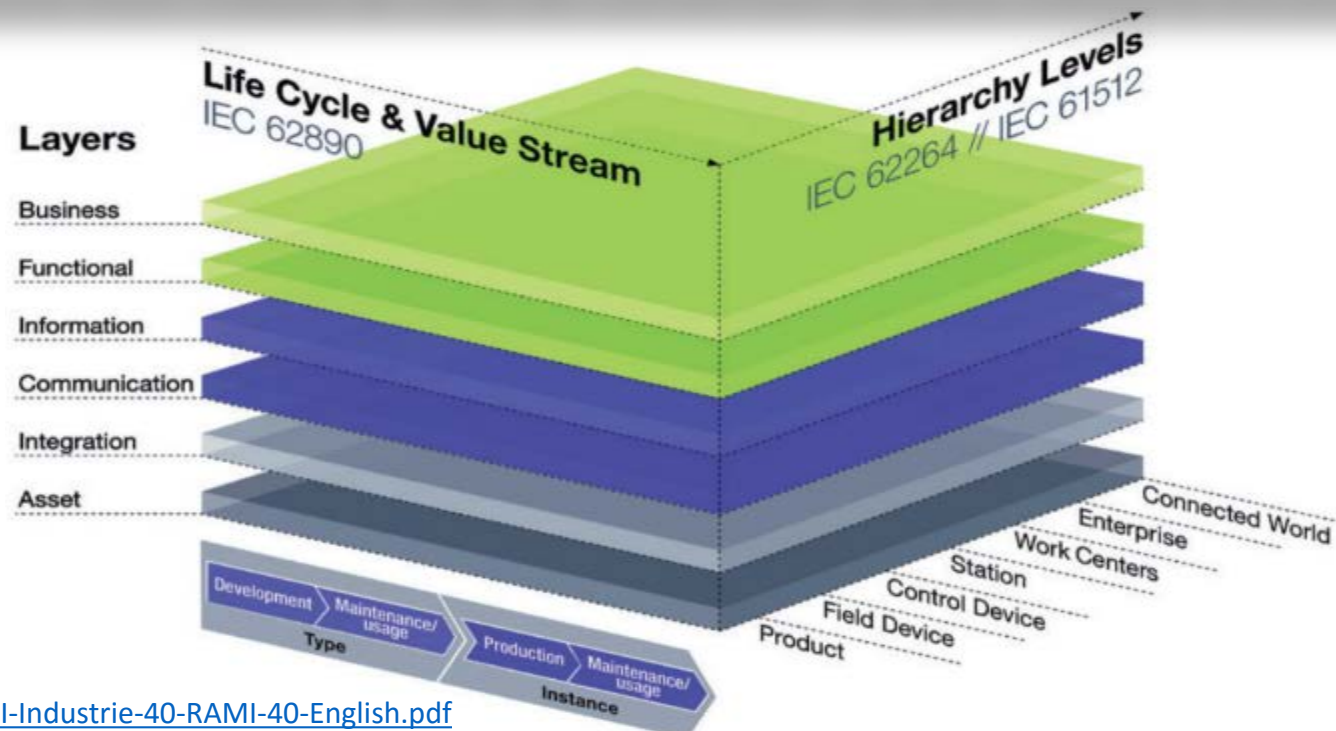 Life Cycle & Value Stream
IEC 62890
Hierarchy Levels
IEC 62264 // IEC 61512
Layers
Business
Functional
Information
Communication
Integration
Asset
Connected World
Enterprise
Work Centers
Station
Control Device
Field Device
Product
Development
Maintenance/
usage
Type
Production
Maintenance/
usage
Instance
I-Industrie-40-RAMI-40-English.pdf